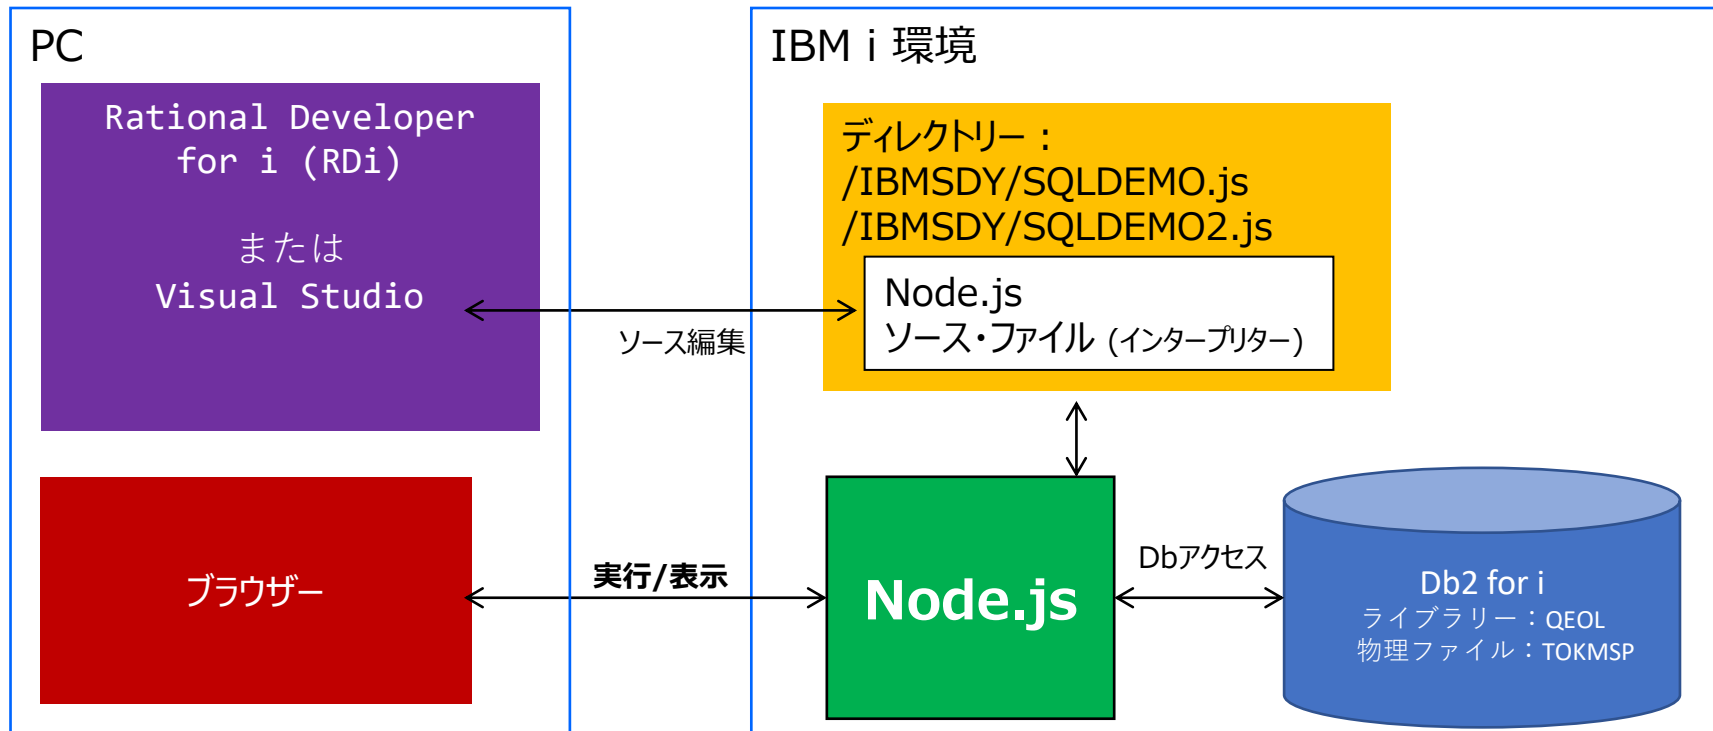 PC
Rational Developer
for i (RDi)
または
Visual Studio
ブラウザー
ソース編集
実行/表示
IBM i 環境
ディレクトリー：
/IBMSDY/SQLDEMO.js
/IBMSDY/SQLDEMO2.js
Node.js
ソース・ファイル (インタープリター)
Node.js
Dbアクセス
Db2 for i
ライブラリー：QEOL
物理ファイル：TOKMSP